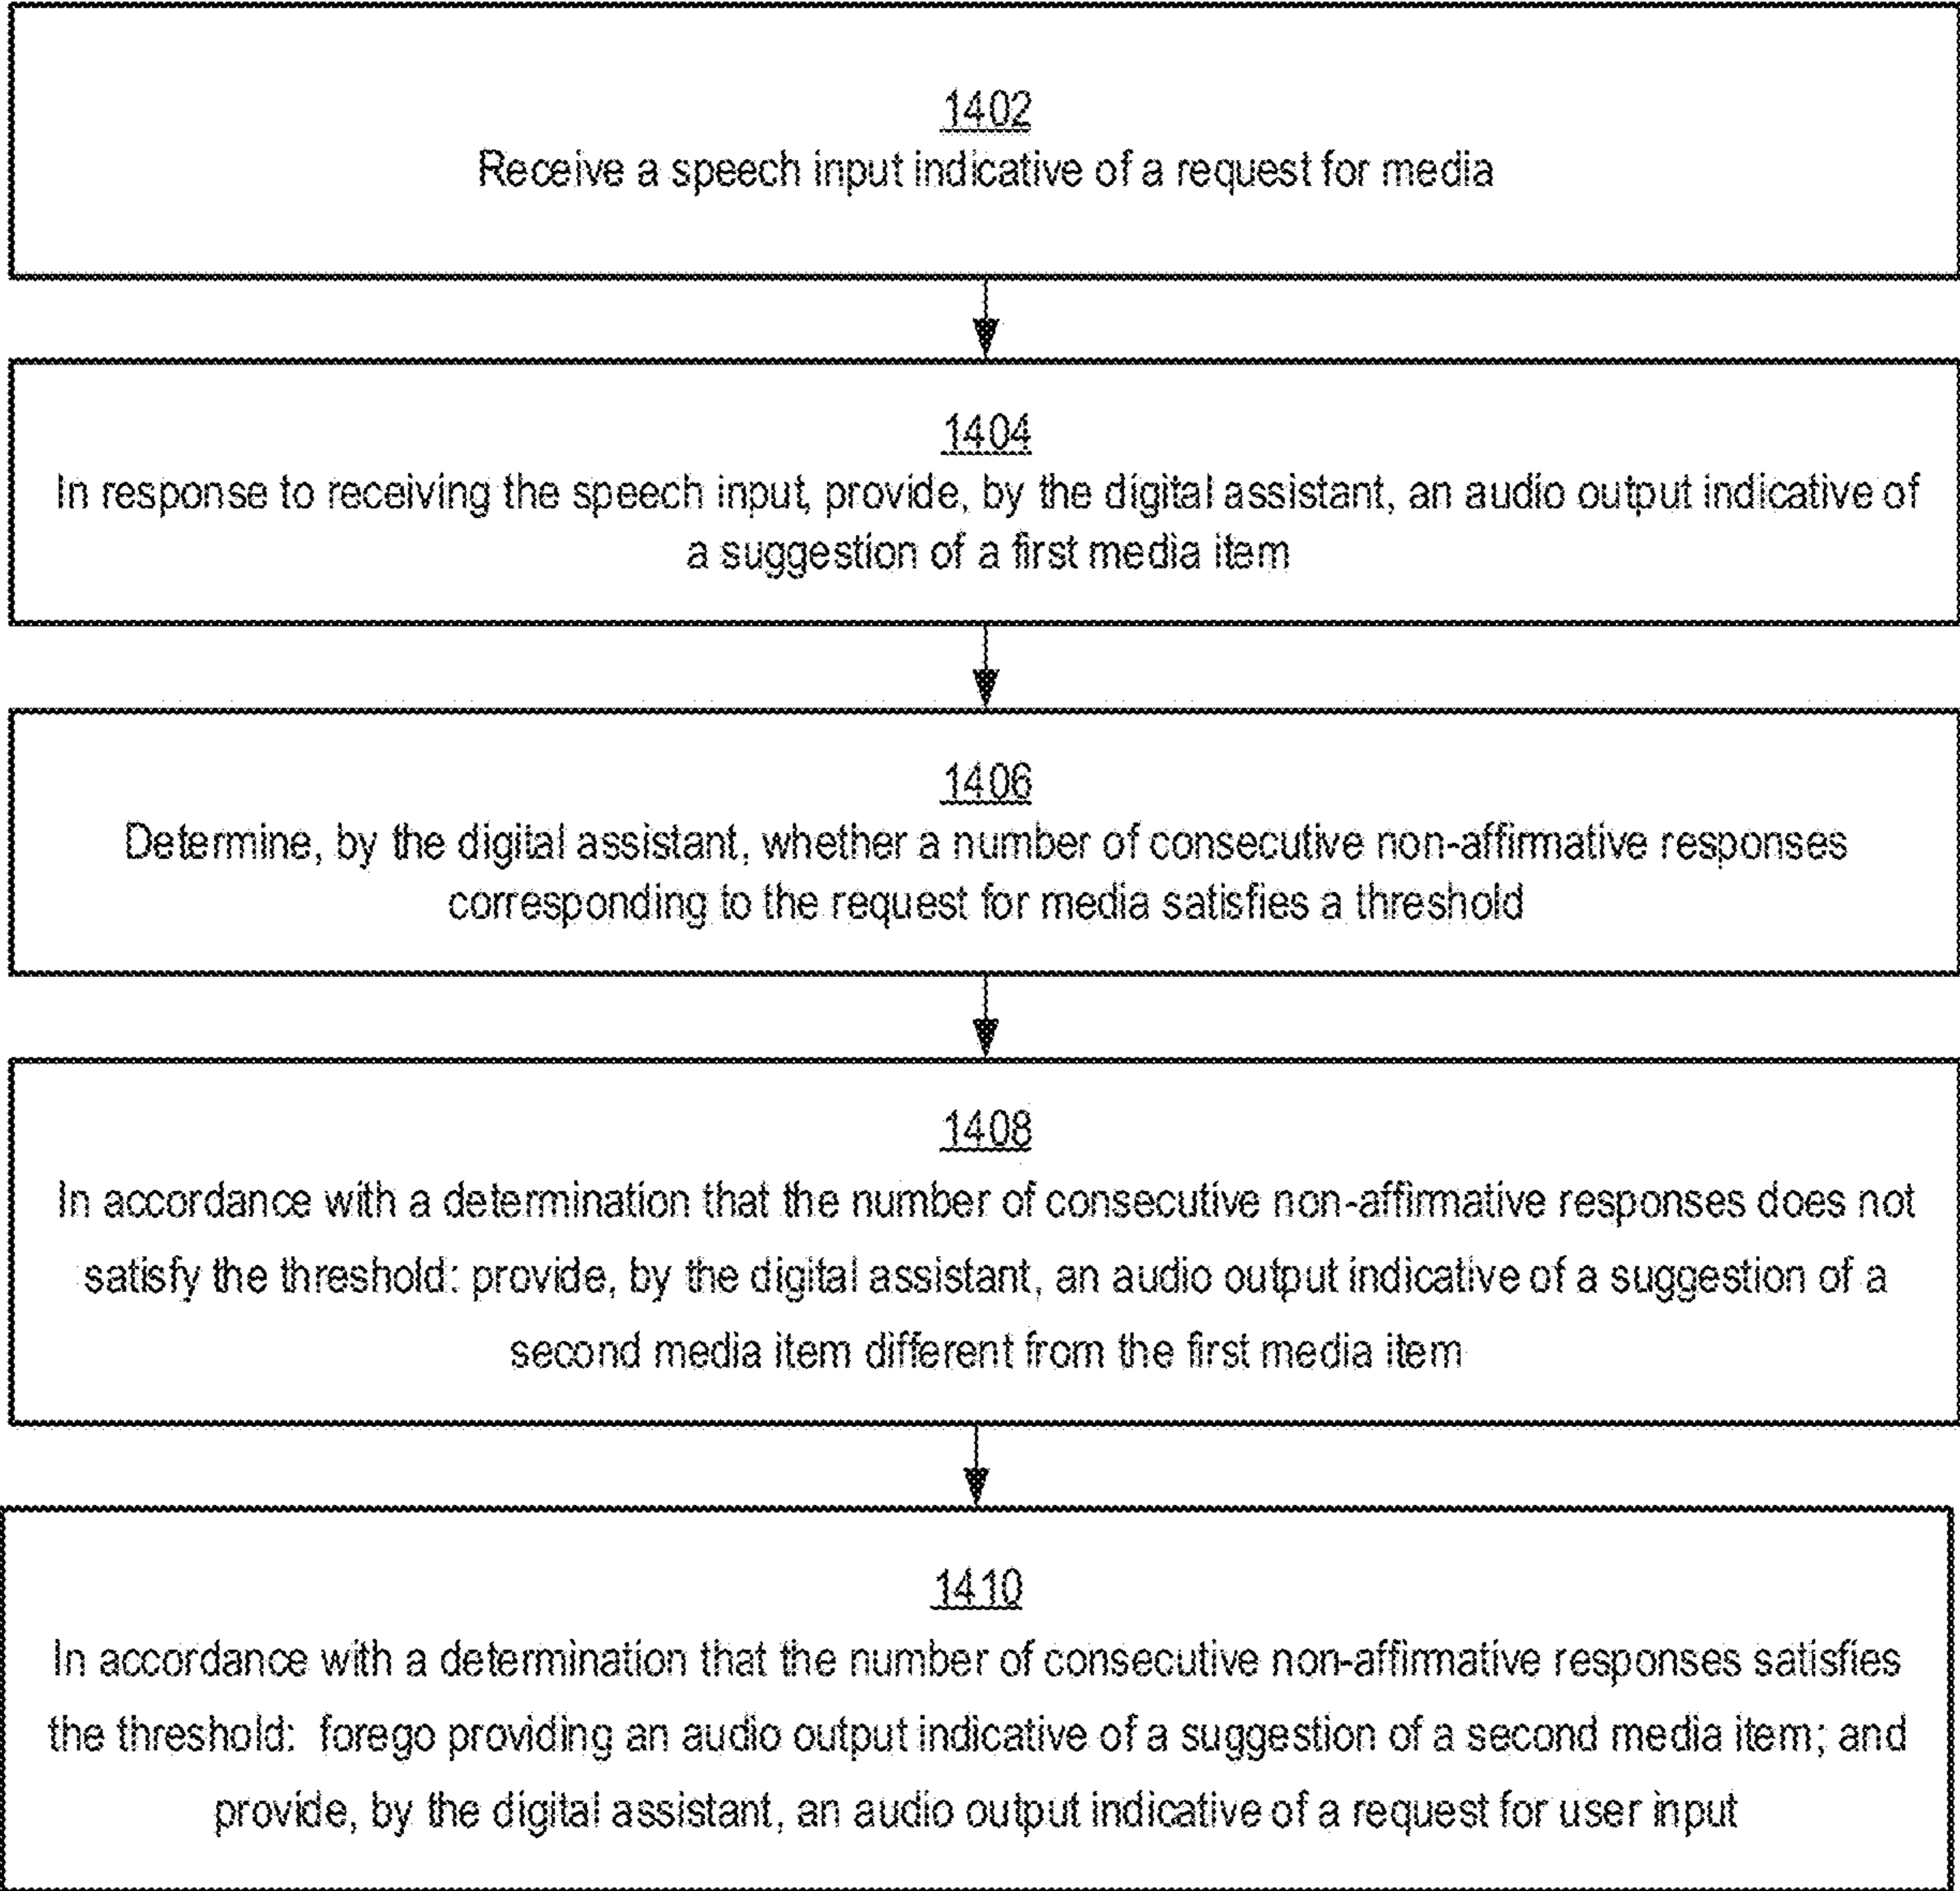 1402
Receive a speech input indicative of a request for media
1404
In response to receiving the speech input, provide, by the digital assistant, an audio output indicative of
a suggestion of a first media item
1406
Determine, by the digital assistant, whether a number of consecutive non-affirmative responses
corresponding to the request for media satisfies a threshold
1408
In accordance with a determination that the number of consecutive non-affirmative responses does not
satisfy the threshold: provide, by the digital assistant, an audio output indicative of a suggestion of a
second media item different from the first media item
1410
In accordance with a determination that the number of consecutive non-affirmative responses satisfies
the threshold: forego providing an audio output indicative of a suggestion of a second media item; and
provide, by the digital assistant, an audio output indicative of a request for user input